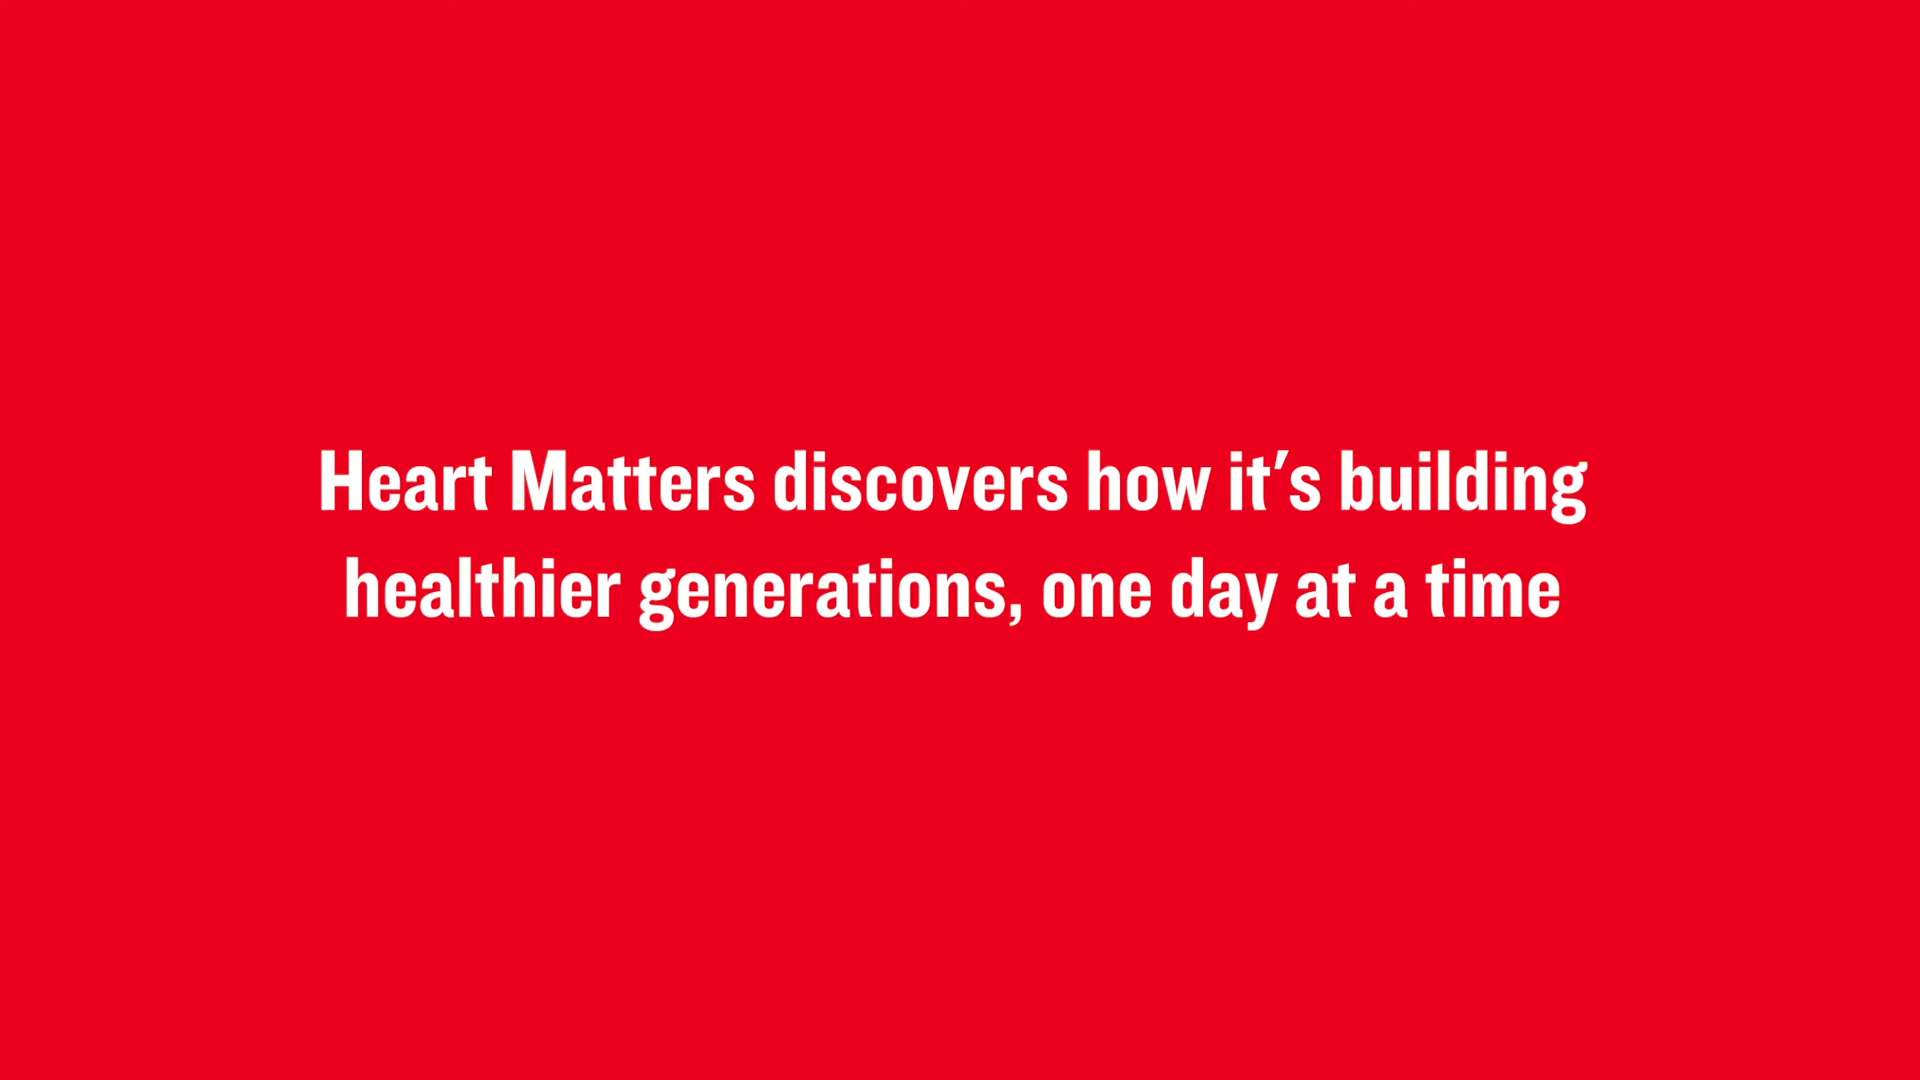 Heart Matters discovers how it's building
healthier generations, one day at a time